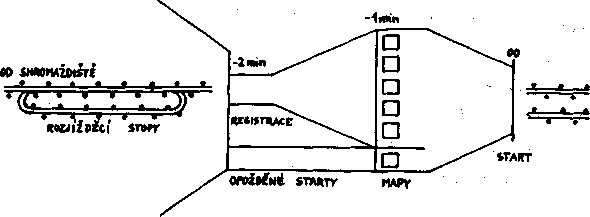 -1 min
-2 min
00
OD SHROMAŽDIŠTĚ
REGISTRACE
ROZJÍŽDĚCÍ STOPY
START
OPOŽDĚNÉ STARTY
MAPY